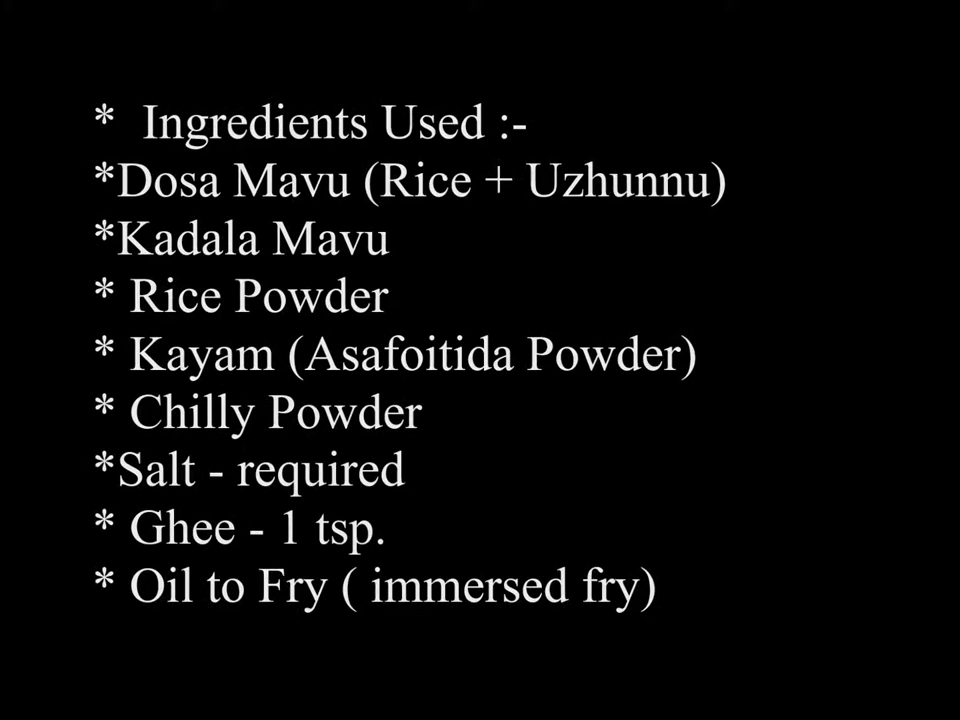 *  Ingredients Used :-
*Dosa Mavu (Rice + Uzhunnu)
*Kadala Mavu
* Rice Powder
* Kayam (Asafoitida Powder)
* Chilly Powder
*Salt - required
* Ghee - 1 tsp.
* Oil to Fry ( immersed fry)